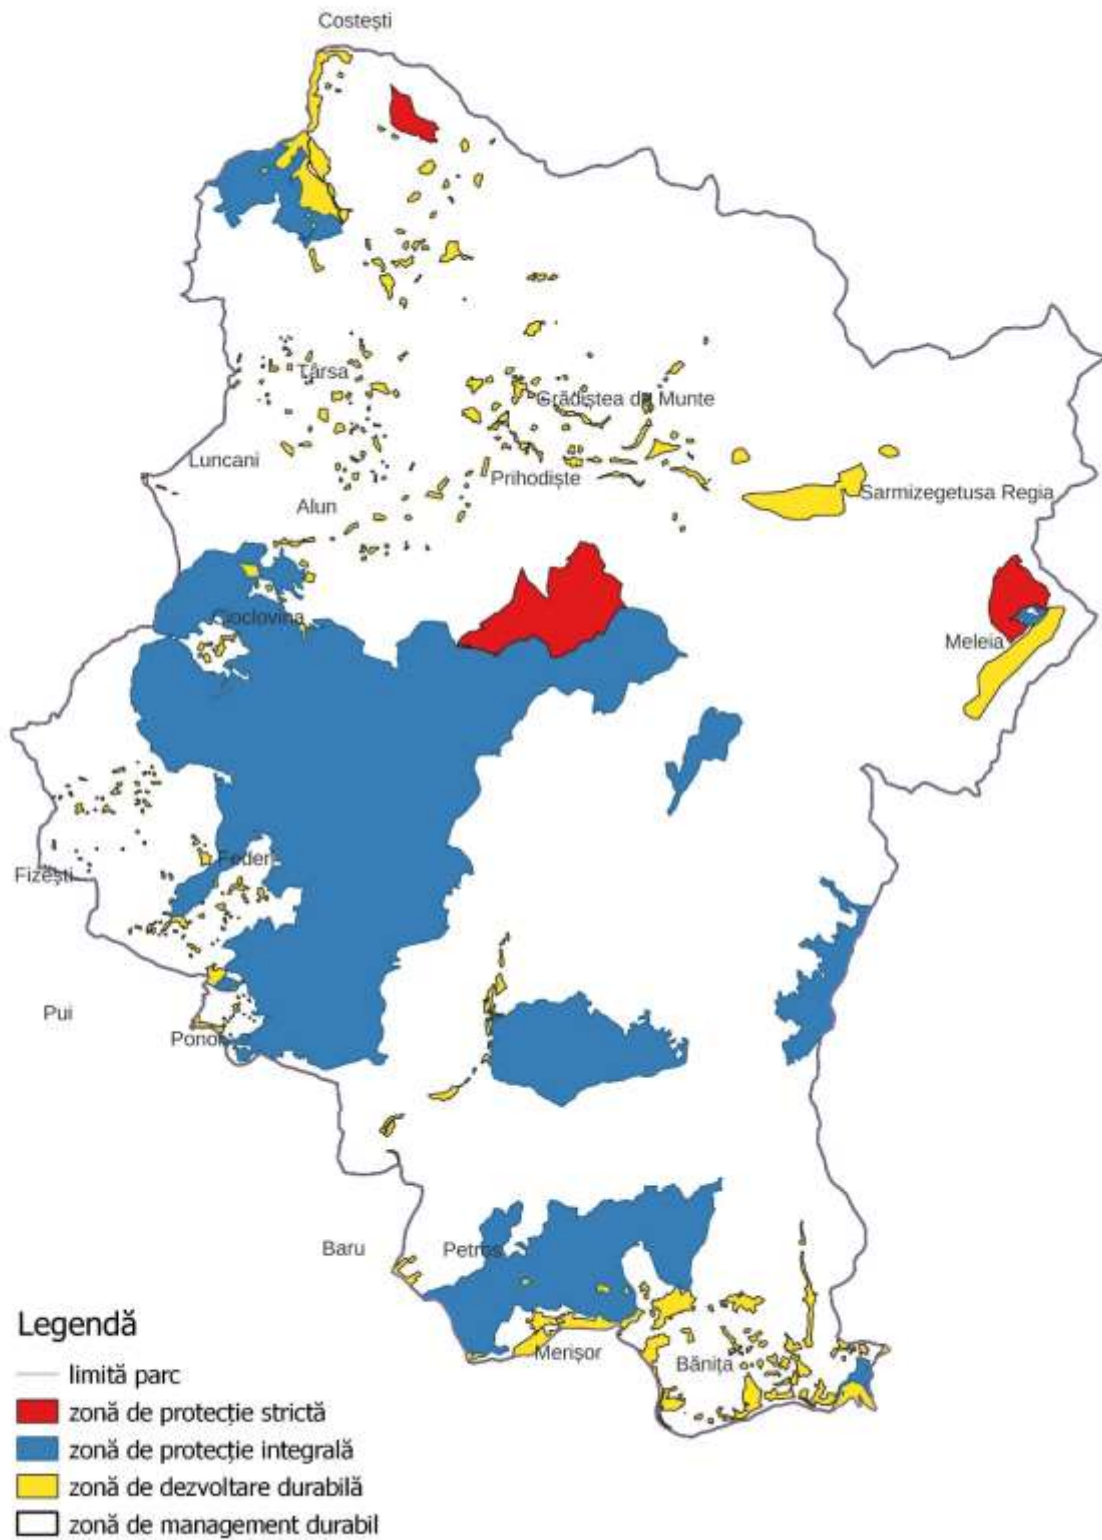 Costești
Târsa
Grădiștea de Munte
Luncani
Prihodiște
Sarmizegetusa Regia
Alun
Cioclovina
Meleia
Federi
Fizești
Pui
Ponor
Baru
Petros
Merișor
Bănița
Legendă
limită parc
zonă de protecție strictă
zonă de protecție integrală
zonă de dezvoltare durabilă
zonă de management durabil